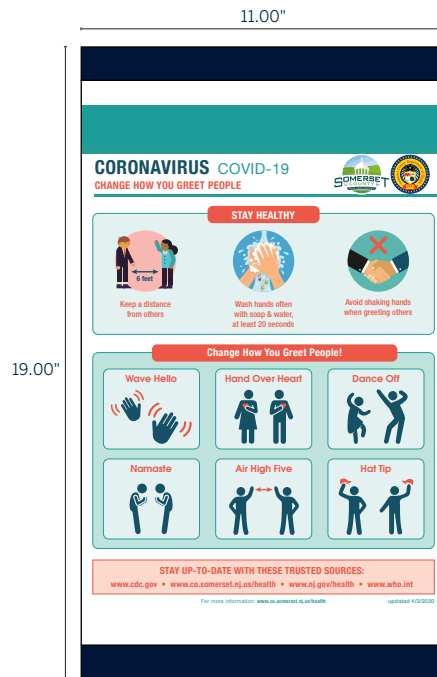 11.00"
19.00"
CORONAVIRUS COVID-19
CHANGE HOW YOU GREET PEOPLE
SOMERSET
COUNTY
STAY HEALTHY
6 feet
Keep a distance
from others
Wash hands often
with soap & water,
at least 20 seconds
Avoid shaking hands
when greeting others
Change How You Greet People!
Wave Hello
Hand Over Heart
Dance Off
Namaste
Air High Five
Hat Tip
STAY UP-TO-DATE WITH THESE TRUSTED SOURCES:
www.cdc.gov • www.co.somerset.nj.us/health • www.nj.gov/health • www.who.int
For more information: www.co.somerset.nj.us/health updated 4/2/2020